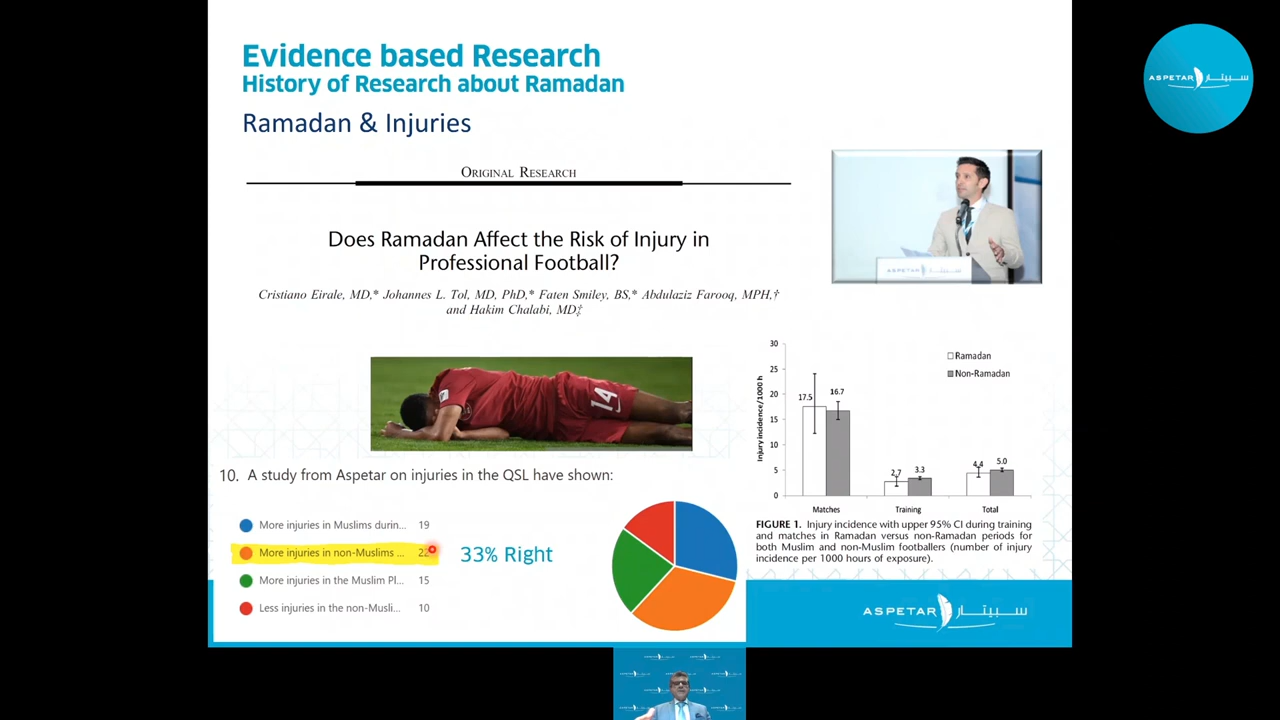 Evidence based Research
History of Research about Ramadan
Ramadan & Injuries
ASPETAR سبيتار
ORIGINAL RESEARCH
Does Ramadan Affect the Risk of Injury in
Professional Football?
Cristiano Eirale, MD,* Johannes L. Tol, MD, PhD,* Faten Smiley, BS,* Abdulaziz Farooq, MPH,†
and Hakim Chalabi, MD‡
ASPETAR سبيتار
14
30
25
20
15
10
5
0
Injury incidence/1000 h
Ramadan
Non-Ramadan
17.5
16.7
2.7
3.3
4.4
5.0
Matches
Training
Total
FIGURE 1. Injury incidence with upper 95% CI during training
and matches in Ramadan versus non-Ramadan periods for
both Muslim and non-Muslim footballers (number of injury
incidence per 1000 hours of exposure).
10. A study from Aspetar on injuries in the QSL have shown:
More injuries in Muslims durin... 19
More injuries in non-Muslims ...
More injuries in the Muslim Pl... 15
Less injuries in the non-Musli... 10
33% Right
ASPETAR سبيتار